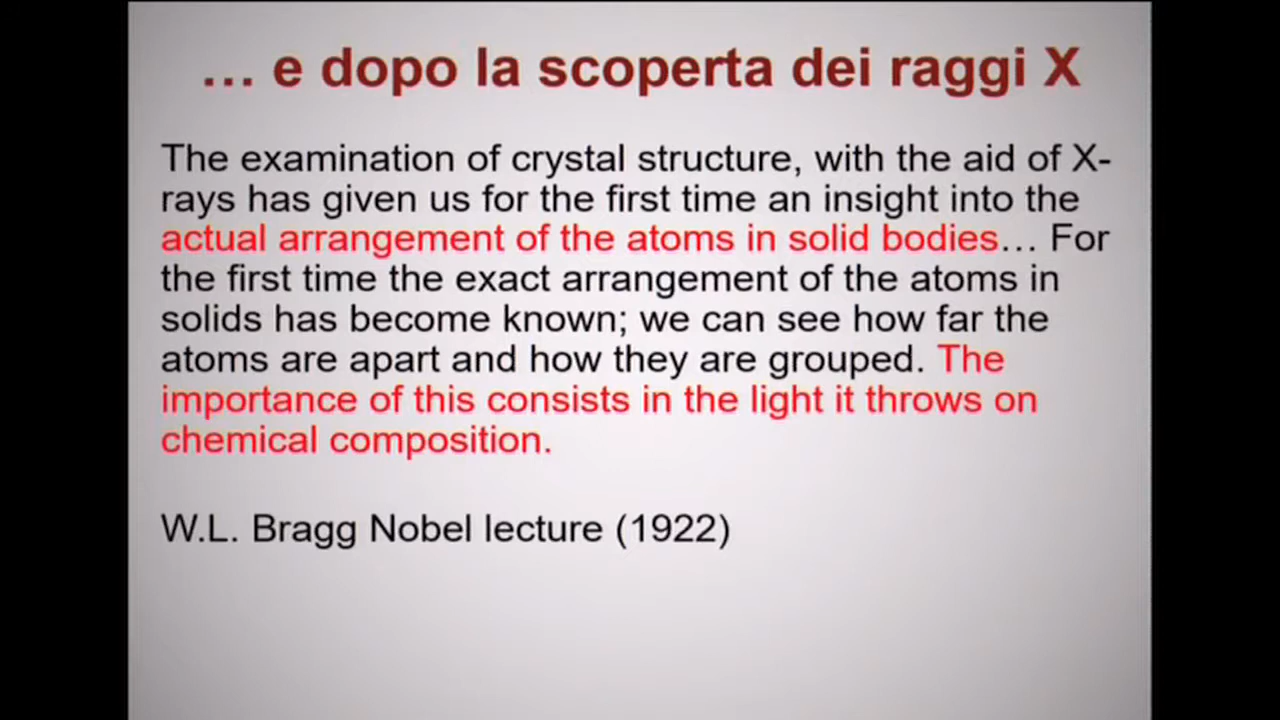 ... e dopo la scoperta dei raggi X
The examination of crystal structure, with the aid of X-
rays has given us for the first time an insight into the
actual arrangement of the atoms in solid bodies... For
the first time the exact arrangement of the atoms in
solids has become known; we can see how far the
atoms are apart and how they are grouped. The
importance of this consists in the light it throws on
chemical composition.
W.L. Bragg Nobel lecture (1922)